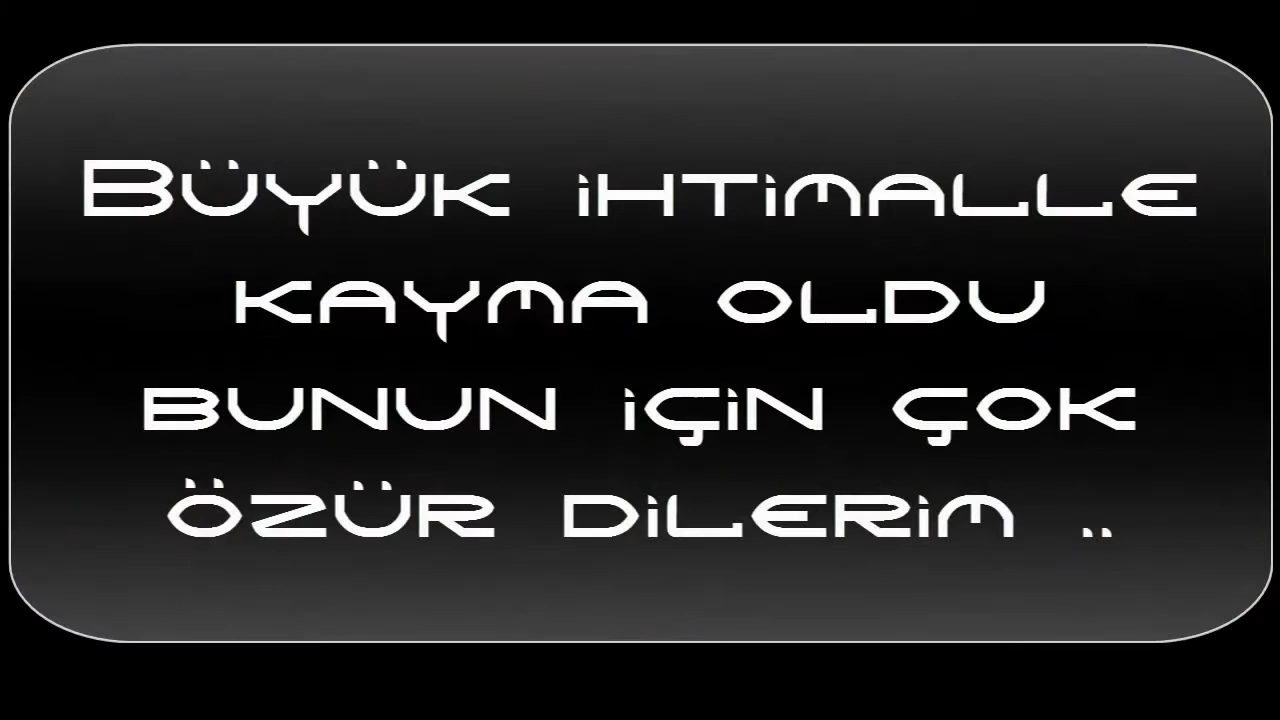 Büyük ihtimalle
kayma oldu
bunun için çok
özür dilerim ..